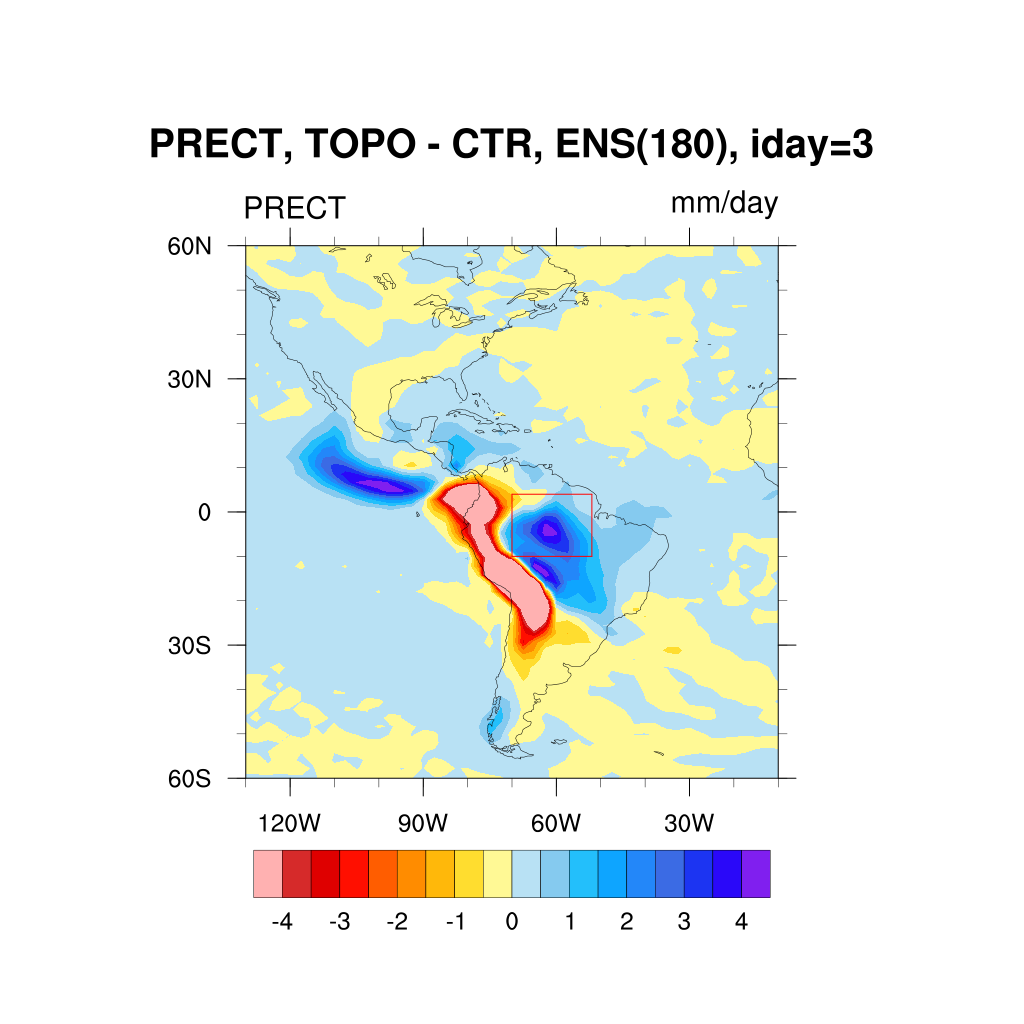 PRECT, TOPO - CTR, ENS(180), iday=3
PRECT mm/day
60N
30N
0
30S
60S
120W 90W 60W 30W
-4 -3 -2 -1 0 1 2 3 4